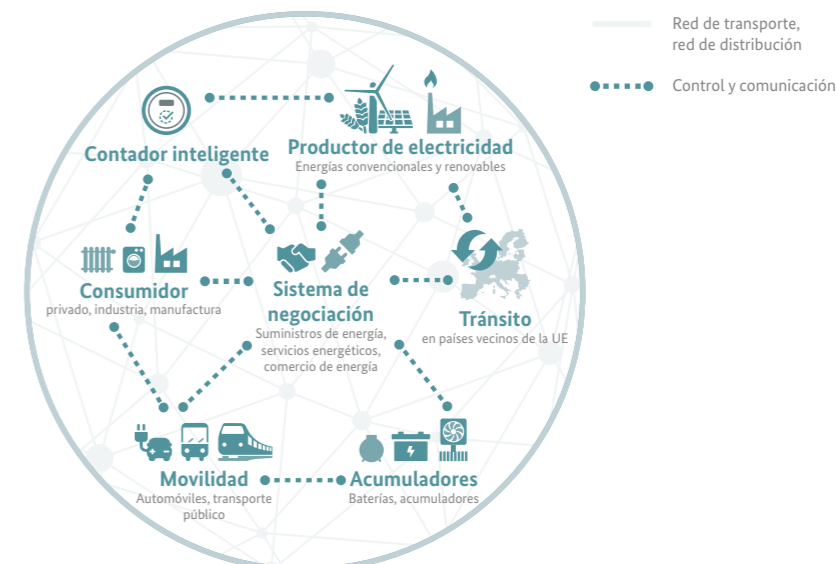 Red de transporte,
red de distribución
Control y comunicación
Contador inteligente
Productor de electricidad
Energías convencionales y renovables
Consumidor
privado, industria, manufactura
Sistema de
negociación
Suministros de energía,
servicios energéticos,
comercio de energía
Tránsito
en países vecinos de la UE
Movilidad
Automóviles, transporte
público
Acumuladores
Baterías, acumuladores